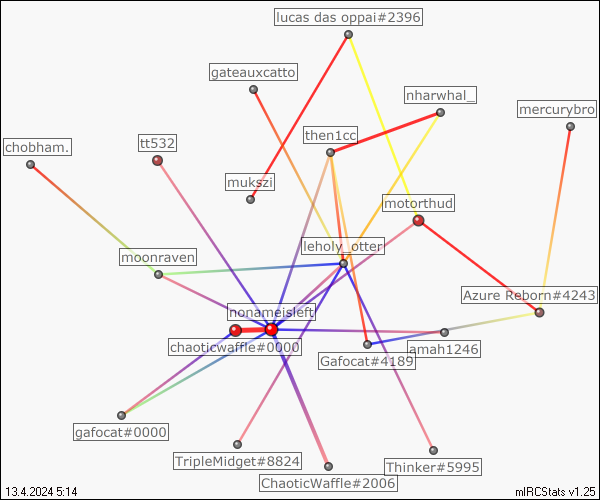 lucas das oppai#2396
gateauxcatto
nharwhal_
mercurybro
then1cc
tt532
chobham.
mukszi
motorthud
leholy_otter
moonraven
Azure Reborn#4243
nonameisleft
chaoticwaffle#0000
amah1246
Gafocat#4189
gafocat#0000
TripleMidget#8824
Thinker#5995
ChaoticWaffle#2006
13.4.2024 5:14
mIRCStats v1.25